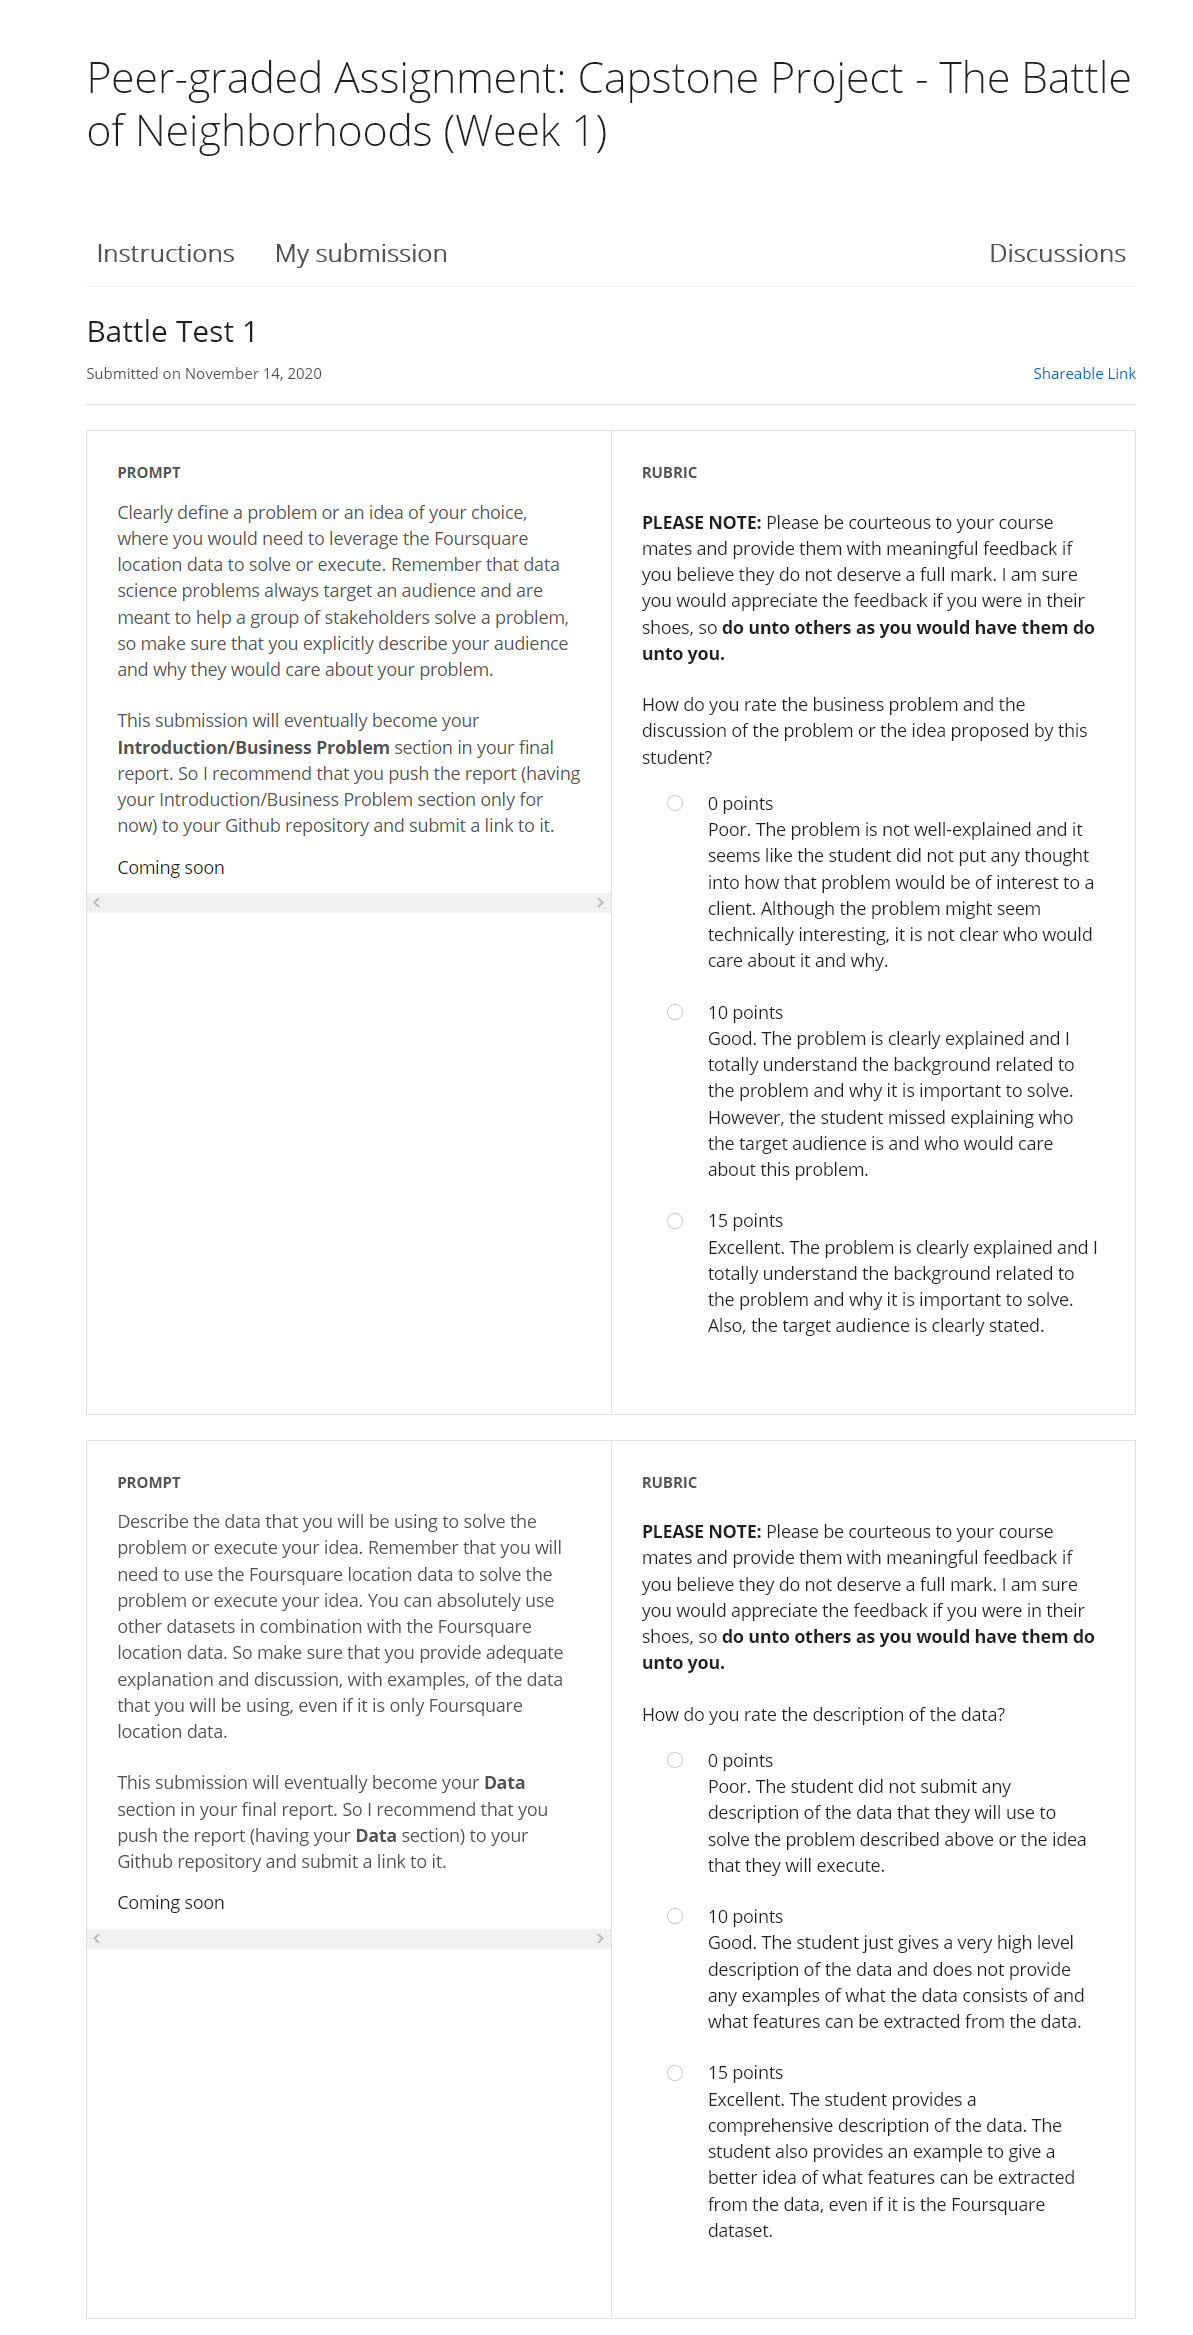 Peer-graded Assignment: Capstone Project - The Battle
of Neighborhoods (Week 1)
Instructions
My submission
Discussions
Battle Test 1
Submitted on November 14, 2020
Shareable Link
PROMPT
Clearly define a problem or an idea of your choice,
where you would need to leverage the Foursquare
location data to solve or execute. Remember that data
science problems always target an audience and are
meant to help a group of stakeholders solve a problem,
so make sure that you explicitly describe your audience
and why they would care about your problem.
This submission will eventually become your
Introduction/Business Problem section in your final
report. So I recommend that you push the report (having
your Introduction/Business Problem section only for
now) to your Github repository and submit a link to it.
Coming soon
RUBRIC
PLEASE NOTE: Please be courteous to your course
mates and provide them with meaningful feedback if
you believe they do not deserve a full mark. I am sure
you would appreciate the feedback if you were in their
shoes, so do unto others as you would have them do
unto you.
How do you rate the business problem and the
discussion of the problem or the idea proposed by this
student?
0 points
Poor. The problem is not well-explained and it
seems like the student did not put any thought
into how that problem would be of interest to a
client. Although the problem might seem
technically interesting, it is not clear who would
care about it and why.
10 points
Good. The problem is clearly explained and I
totally understand the background related to
the problem and why it is important to solve.
However, the student missed explaining who
the target audience is and who would care
about this problem.
15 points
Excellent. The problem is clearly explained and I
totally understand the background related to
the problem and why it is important to solve.
Also, the target audience is clearly stated.
PROMPT
Describe the data that you will be using to solve the
problem or execute your idea. Remember that you will
need to use the Foursquare location data to solve the
problem or execute your idea. You can absolutely use
other datasets in combination with the Foursquare
location data. So make sure that you provide adequate
explanation and discussion, with examples, of the data
that you will be using, even if it is only Foursquare
location data.
This submission will eventually become your Data
section in your final report. So I recommend that you
push the report (having your Data section) to your
Github repository and submit a link to it.
Coming soon
RUBRIC
PLEASE NOTE: Please be courteous to your course
mates and provide them with meaningful feedback if
you believe they do not deserve a full mark. I am sure
you would appreciate the feedback if you were in their
shoes, so do unto others as you would have them do
unto you.
How do you rate the description of the data?
0 points
Poor. The student did not submit any
description of the data that they will use to
solve the problem described above or the idea
that they will execute.
10 points
Good. The student just gives a very high level
description of the data and does not provide
any examples of what the data consists of and
what features can be extracted from the data.
15 points
Excellent. The student provides a
comprehensive description of the data. The
student also provides an example to give a
better idea of what features can be extracted
from the data, even if it is the Foursquare
dataset.